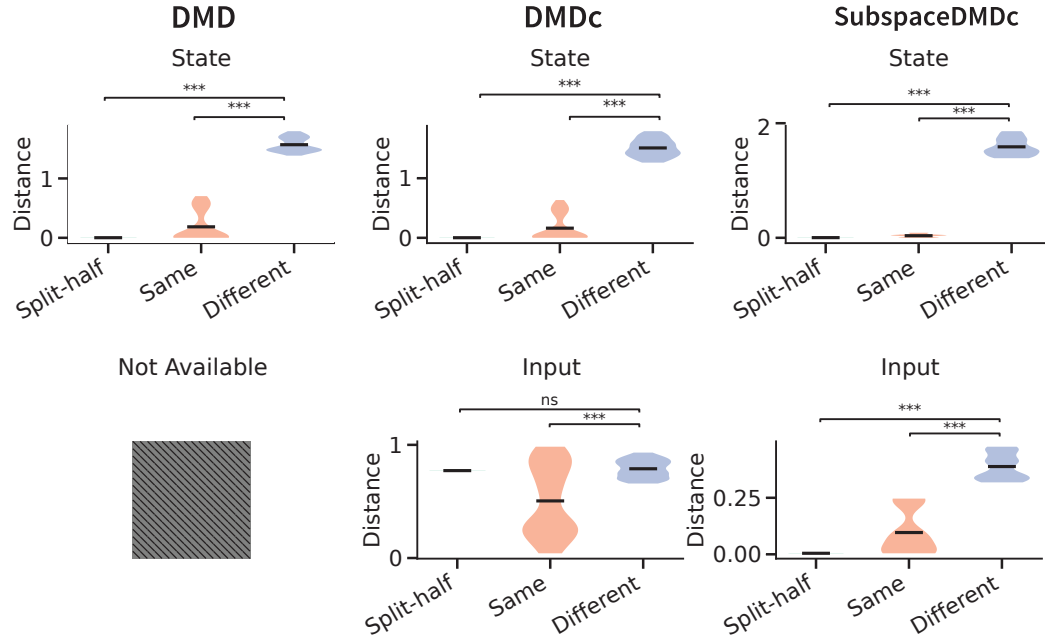 DMD
DMDc
SubspaceDMDc
State
***
***
Distance
1
0
Split-half
Same
Different
State
***
***
Distance
1
0
Split-half
Same
Different
State
***
***
Distance
2
0
Split-half
Same
Different
Not Available
Input
ns
***
Distance
1
0
Split-half
Same
Different
Input
***
***
Distance
0.25
0.00
Split-half
Same
Different